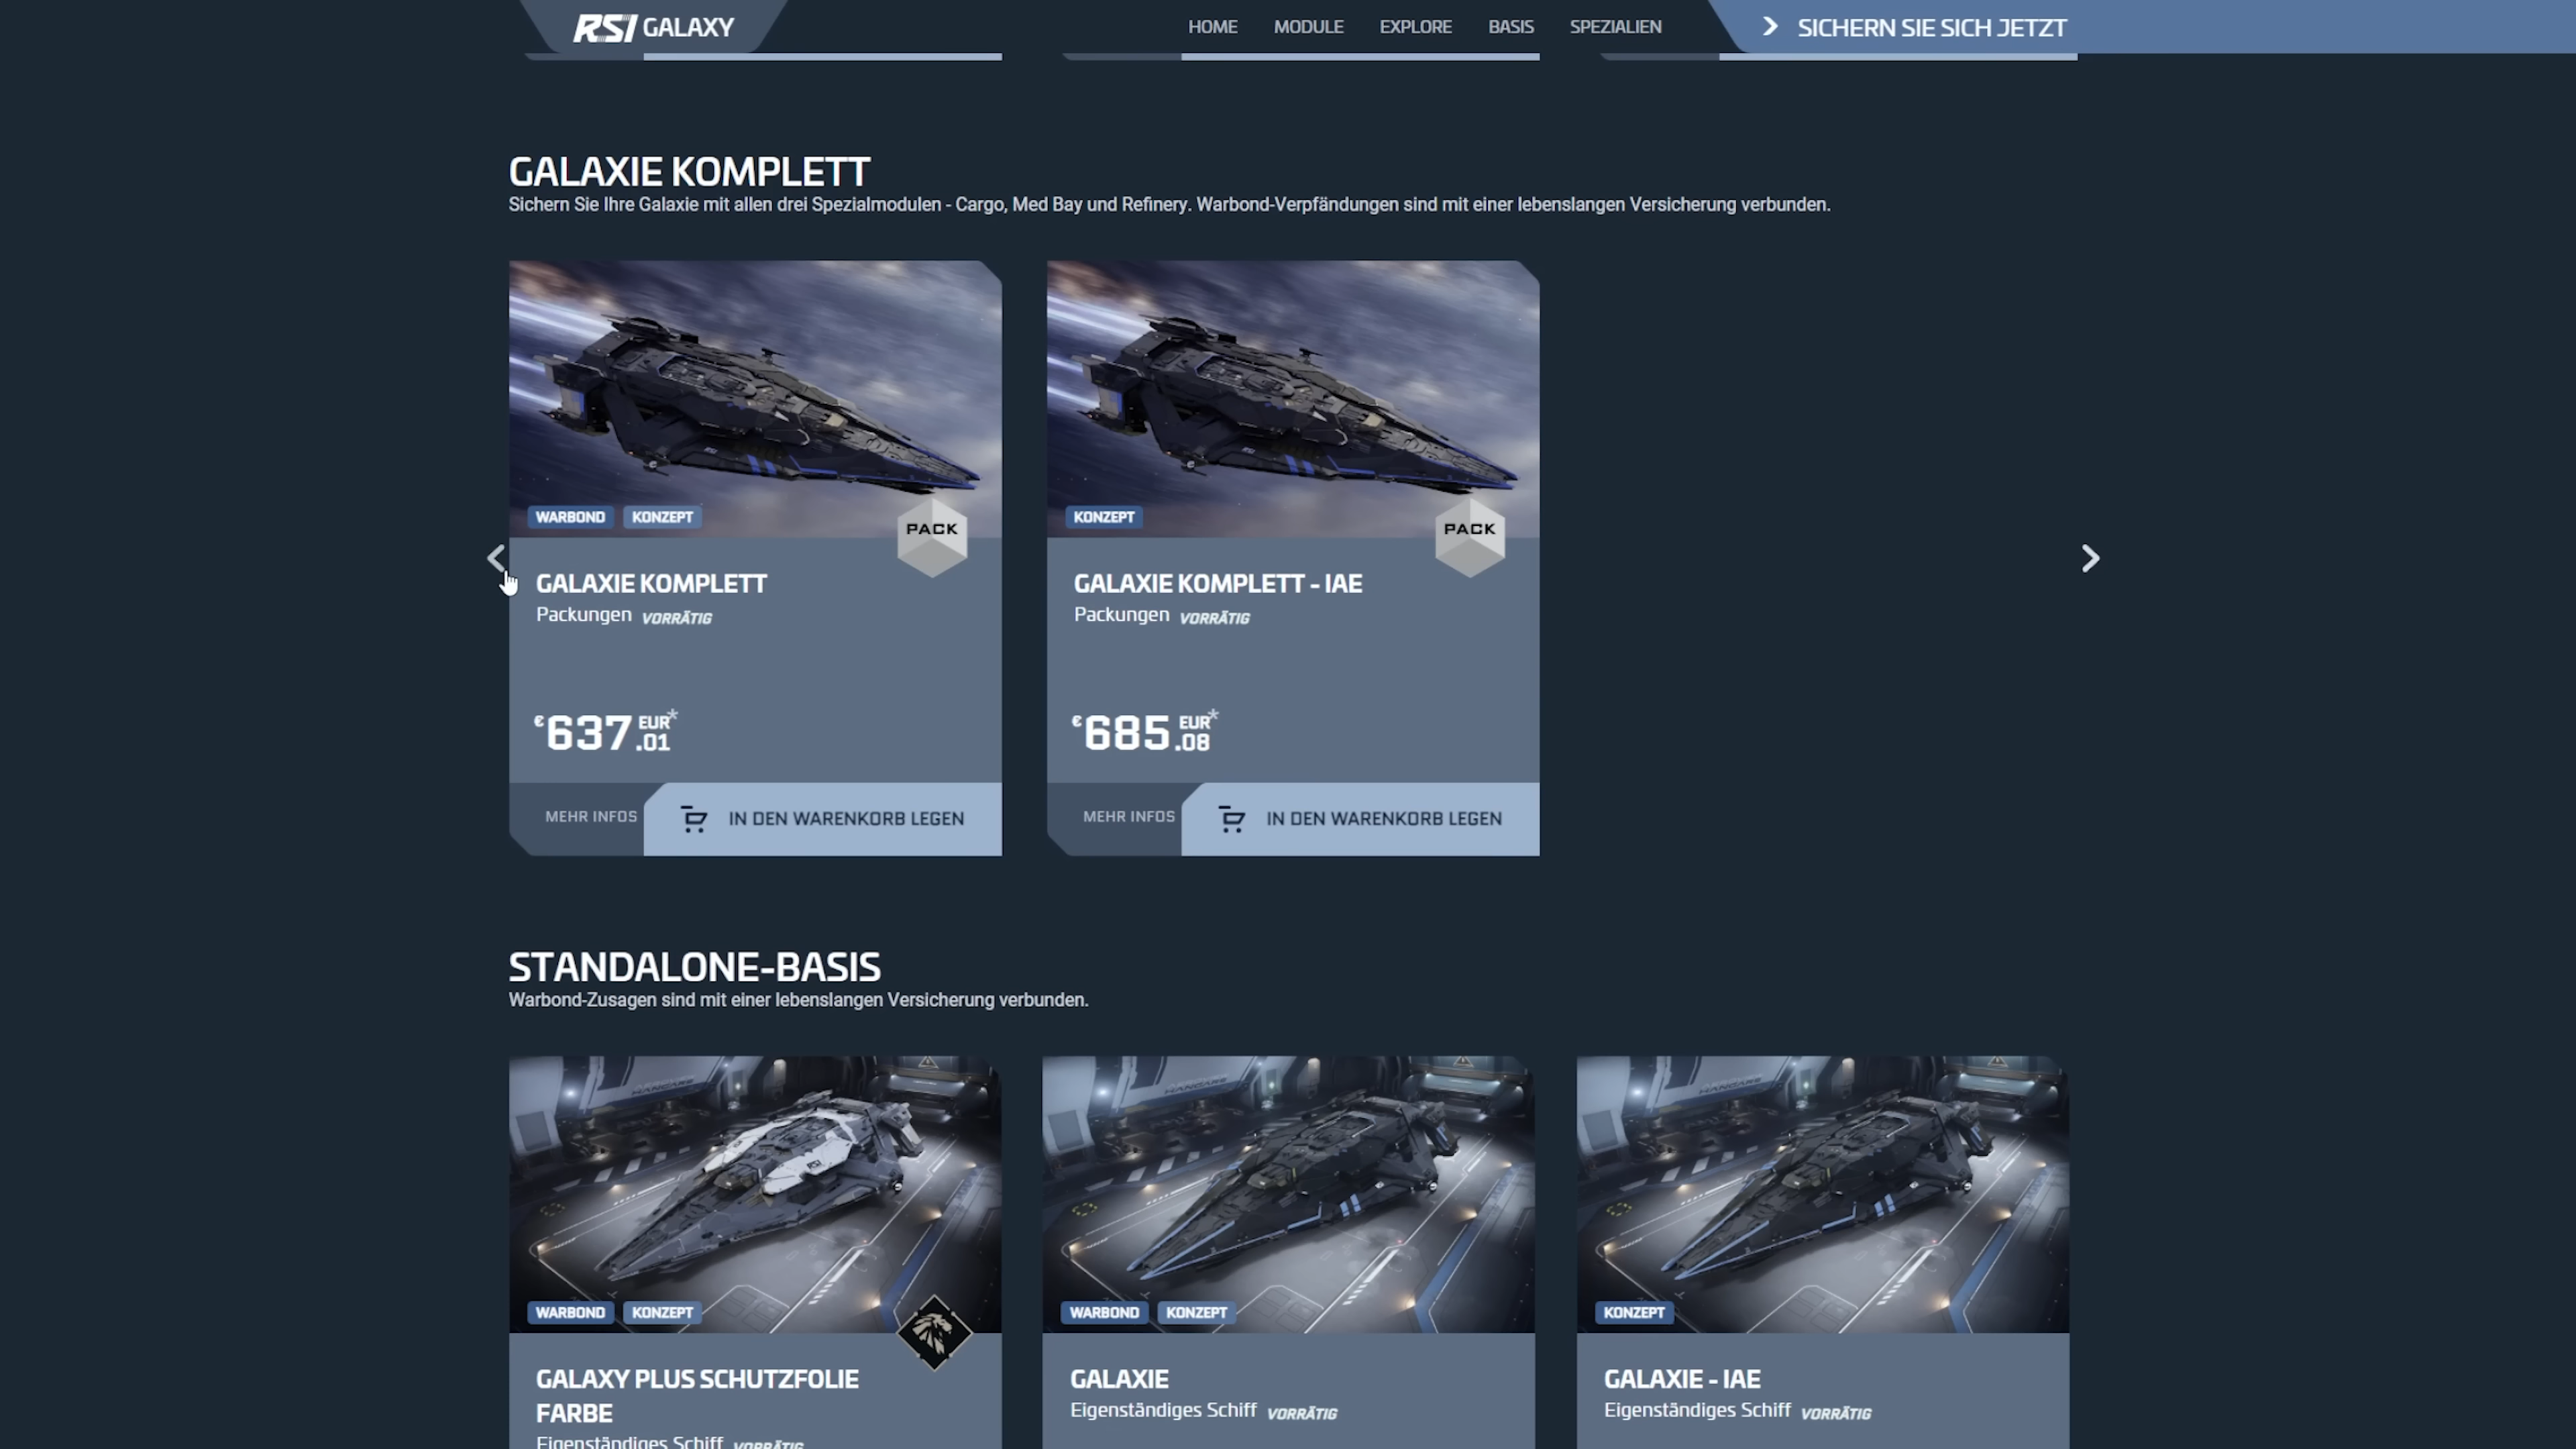 RSI GALAXY
HOME MODULE EXPLORE BASIS SPEZIALIEN
SICHERN SIE SICH JETZT
GALAXIE KOMPLETT
Sichern Sie Ihre Galaxie mit allen drei Spezialmodulen - Cargo, Med Bay und Refinery. Warbond-Verpfändungen sind mit einer lebenslangen Versicherung verbunden.
WARBOND KONZEPT
PACK
GALAXIE KOMPLETT
Packungen VORRÄTIG
€637.01 EUR*
MEHR INFOS
IN DEN WARENKORB LEGEN
KONZEPT
PACK
GALAXIE KOMPLETT - IAE
Packungen VORRÄTIG
€685.08 EUR*
MEHR INFOS
IN DEN WARENKORB LEGEN
STANDALONE-BASIS
Warbond-Zusagen sind mit einer lebenslangen Versicherung verbunden.
WARBOND KONZEPT
GALAXY PLUS SCHUTZFOLIE
FARBE
Eigenständiges Schiff VORRÄTIG
WARBOND KONZEPT
GALAXIE
Eigenständiges Schiff VORRÄTIG
KONZEPT
GALAXIE - IAE
Eigenständiges Schiff VORRÄTIG